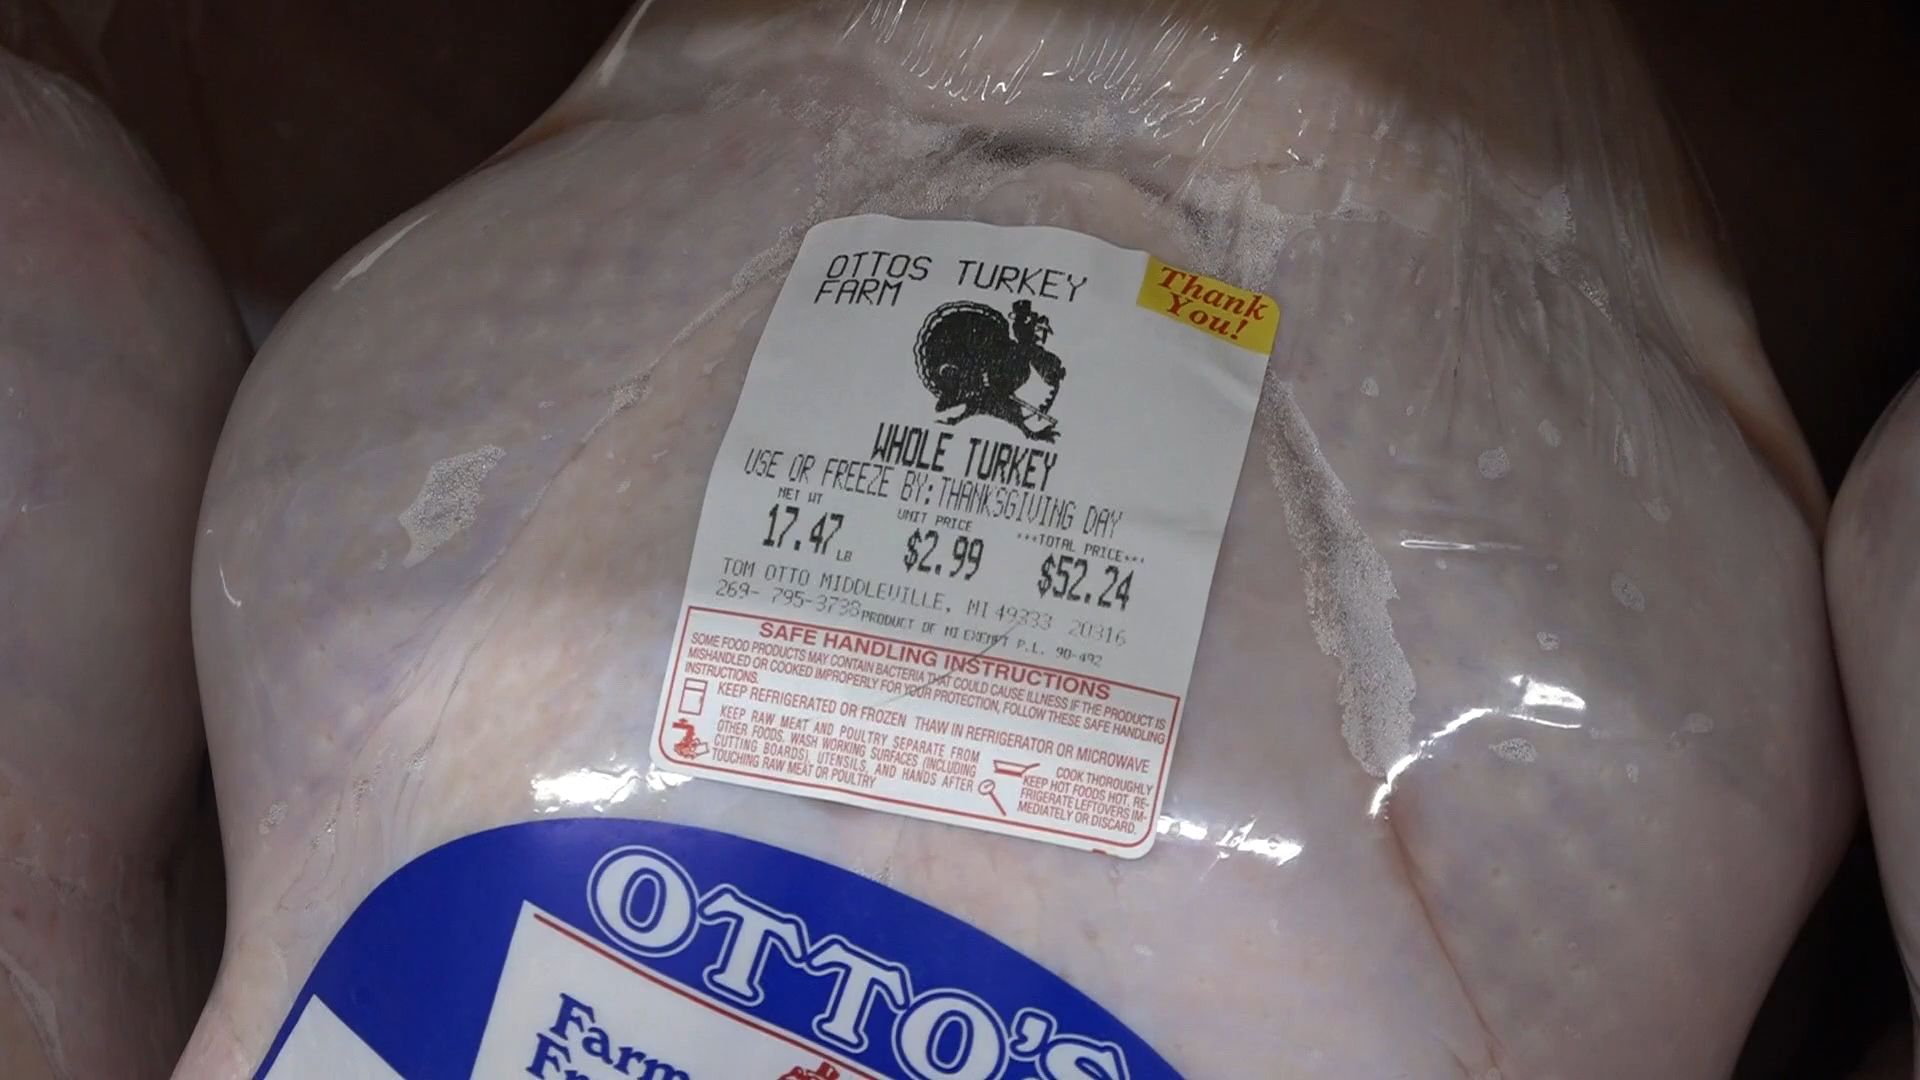 OTTOS TURKEY
FARM
Thank
You!
WHOLE TURKEY
USE OR FREEZE BY: THANKSGIVING DAY
NET WT
UNIT PRICE
***TOTAL PRICE***
17.47 LB
$2.99
$52.24
TOM OTTO MIDDLEVILLE, MI 49333 20316
269- 795-3738 PRODUCT OF MI EXEMPT P.L. 90-492
SAFE HANDLING INSTRUCTIONS
SOME FOOD PRODUCTS MAY CONTAIN BACTERIA THAT COULD CAUSE ILLNESS IF THE PRODUCT IS
MISHANDLED OR COOKED IMPROPERLY FOR YOUR PROTECTION, FOLLOW THESE SAFE HANDLING
INSTRUCTIONS.
KEEP REFRIGERATED OR FROZEN THAW IN REFRIGERATOR OR MICROWAVE
KEEP RAW MEAT AND POULTRY SEPARATE FROM
OTHER FOODS. WASH WORKING SURFACES (INCLUDING
CUTTING BOARDS), UTENSILS, AND HANDS AFTER
TOUCHING RAW MEAT OR POULTRY
COOK THOROUGHLY
KEEP HOT FOODS HOT. RE-
FRIGERATE LEFTOVERS IM-
MEDIATELY OR DISCARD.
OTTO'S
Farm